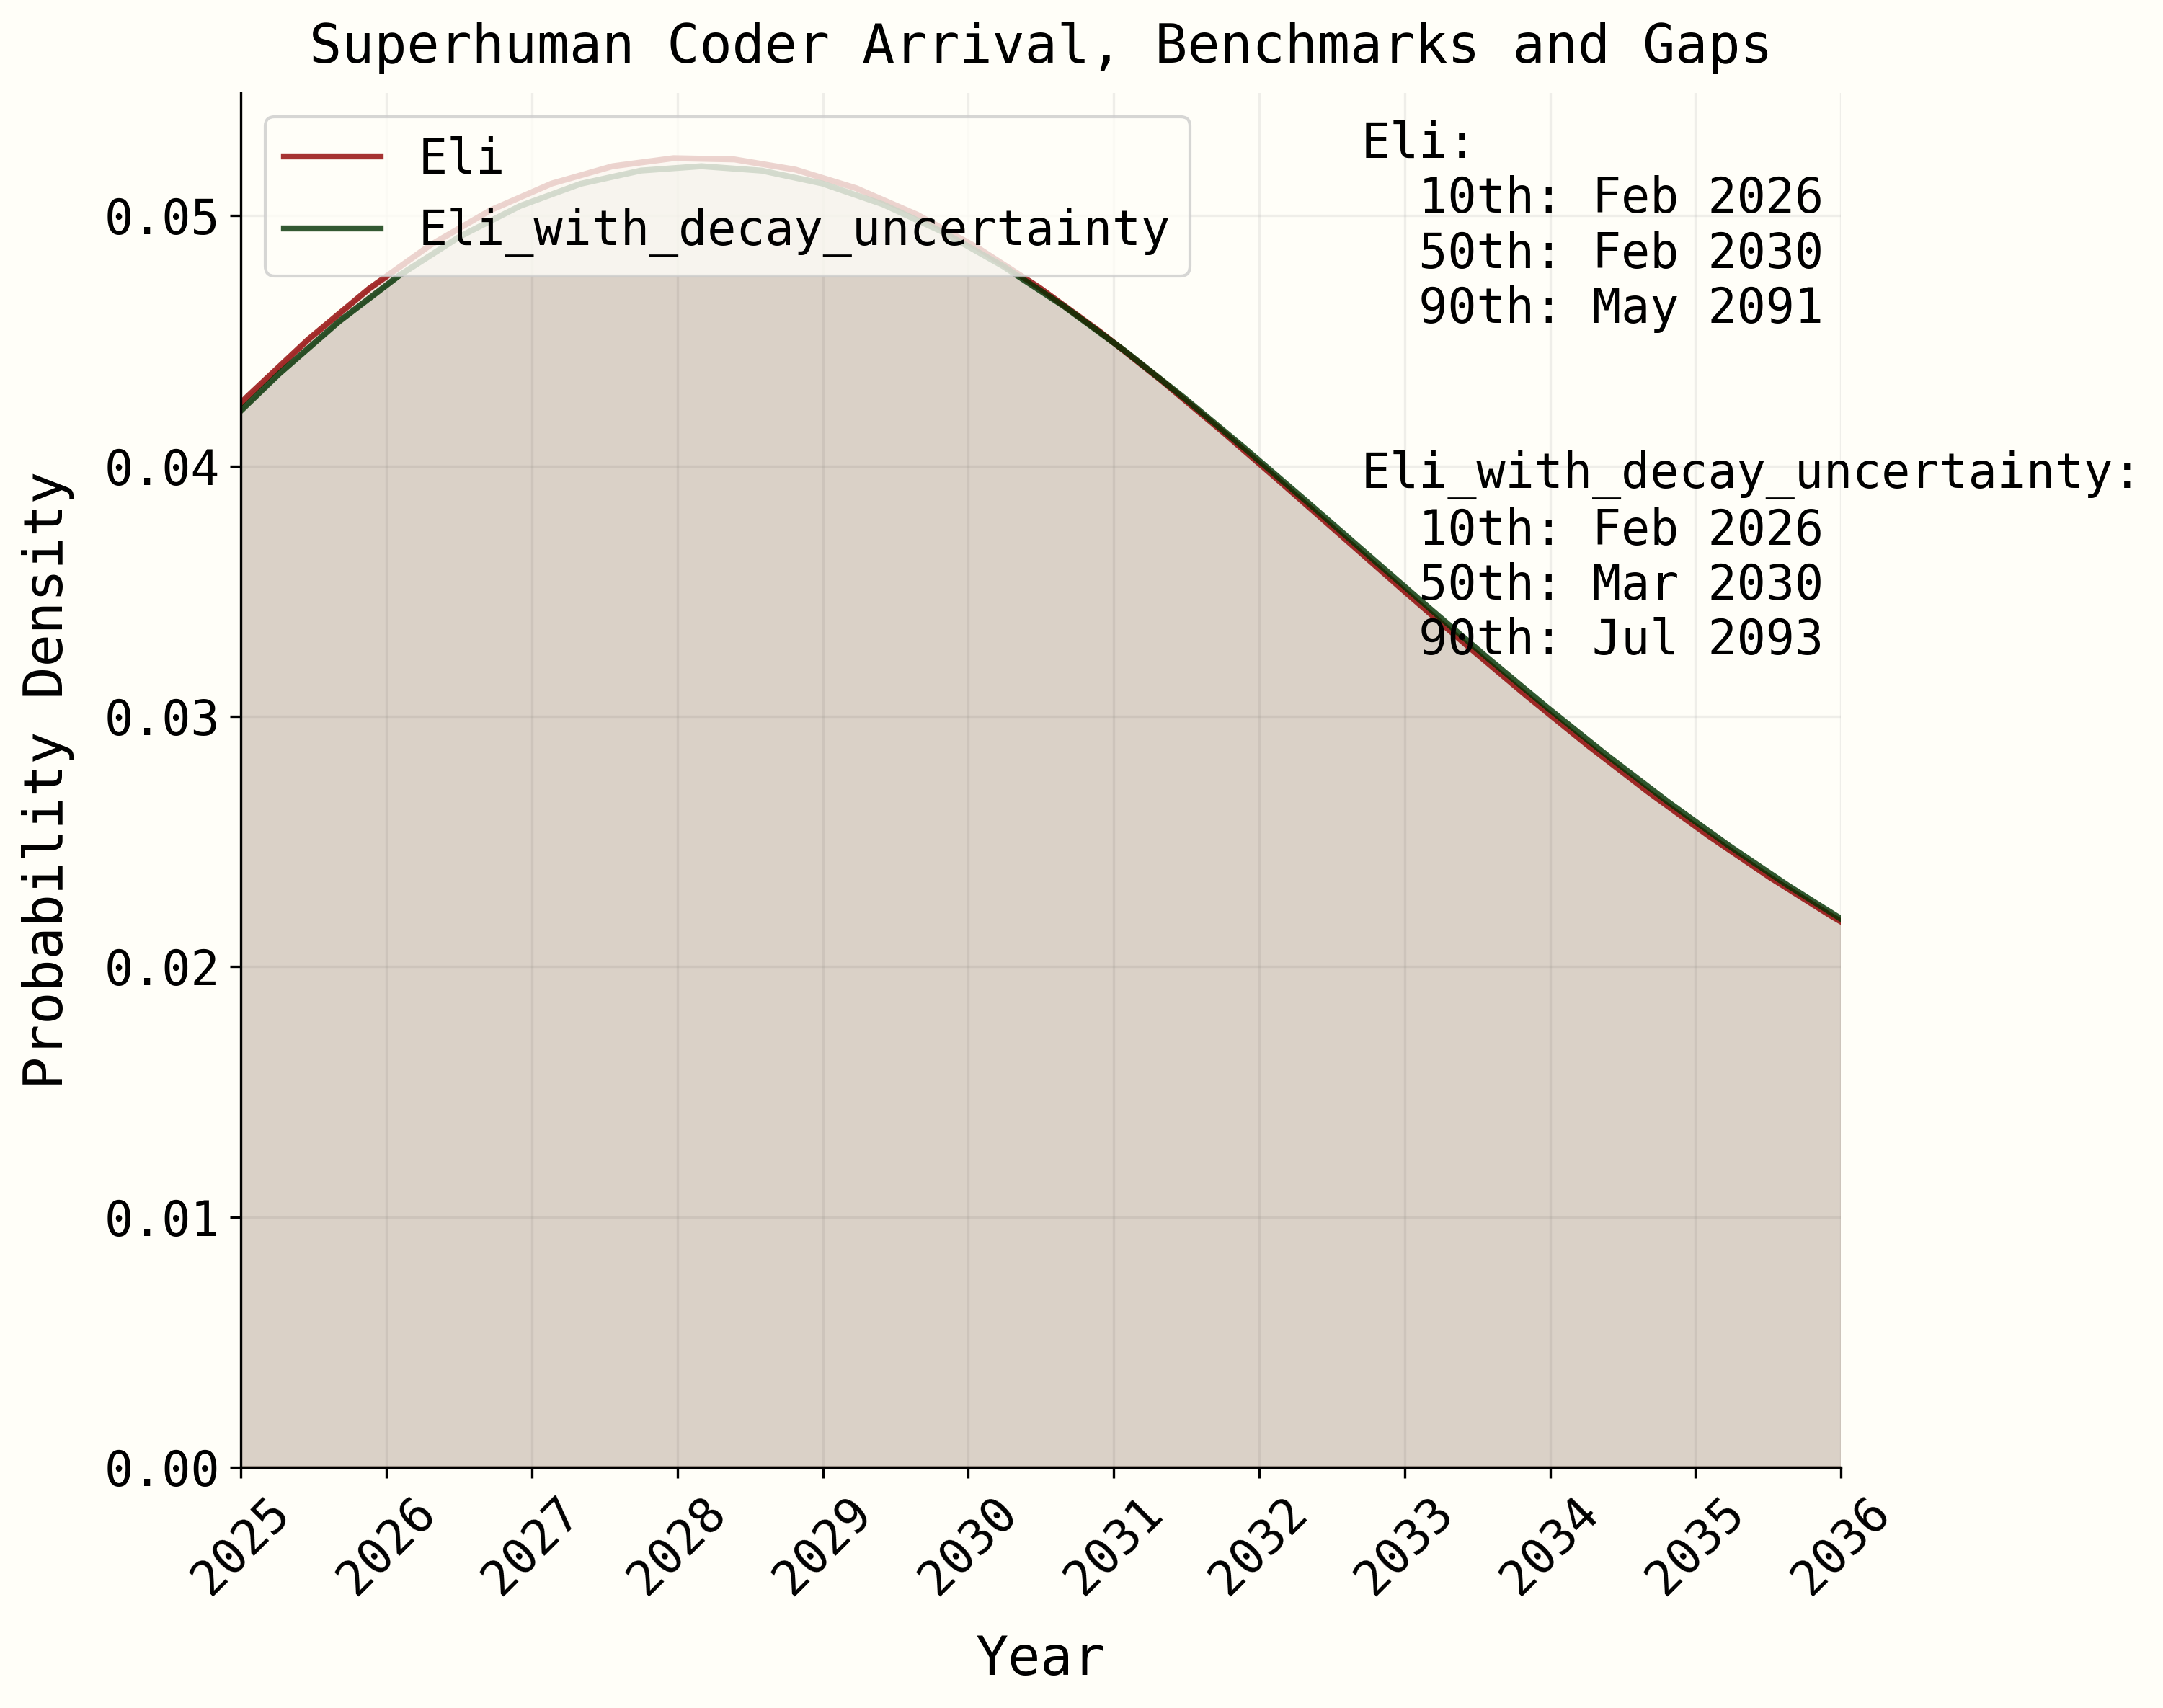 Superhuman Coder Arrival, Benchmarks and Gaps
Eli
Eli_with_decay_uncertainty
Eli:
10th: Feb 2026
50th: Feb 2030
90th: May 2091
Eli_with_decay_uncertainty:
10th: Feb 2026
50th: Mar 2030
90th: Jul 2093
Probability Density
0.05
0.04
0.03
0.02
0.01
0.00
2025
2026
2027
2028
2029
2030
2031
2032
2033
2034
2035
2036
Year